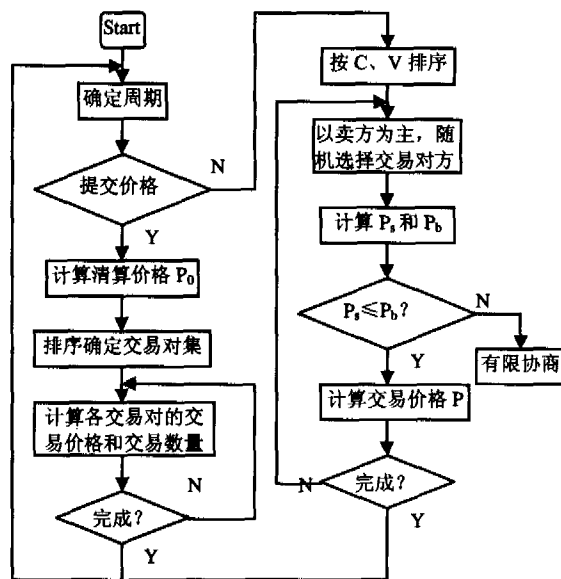 Start
确定周期
提交价格
N
Y
计算清算价格 P₀
排序确定交易对集
计算各交易对的交
易价格和交易数量
N
完成？
Y
按 C、V 排序
以卖方为主，随
机选择交易对方
计算 Pₛ 和 P_b
Pₛ≤P_b？
N
Y
有限协商
计算交易价格 P
N
完成？
Y